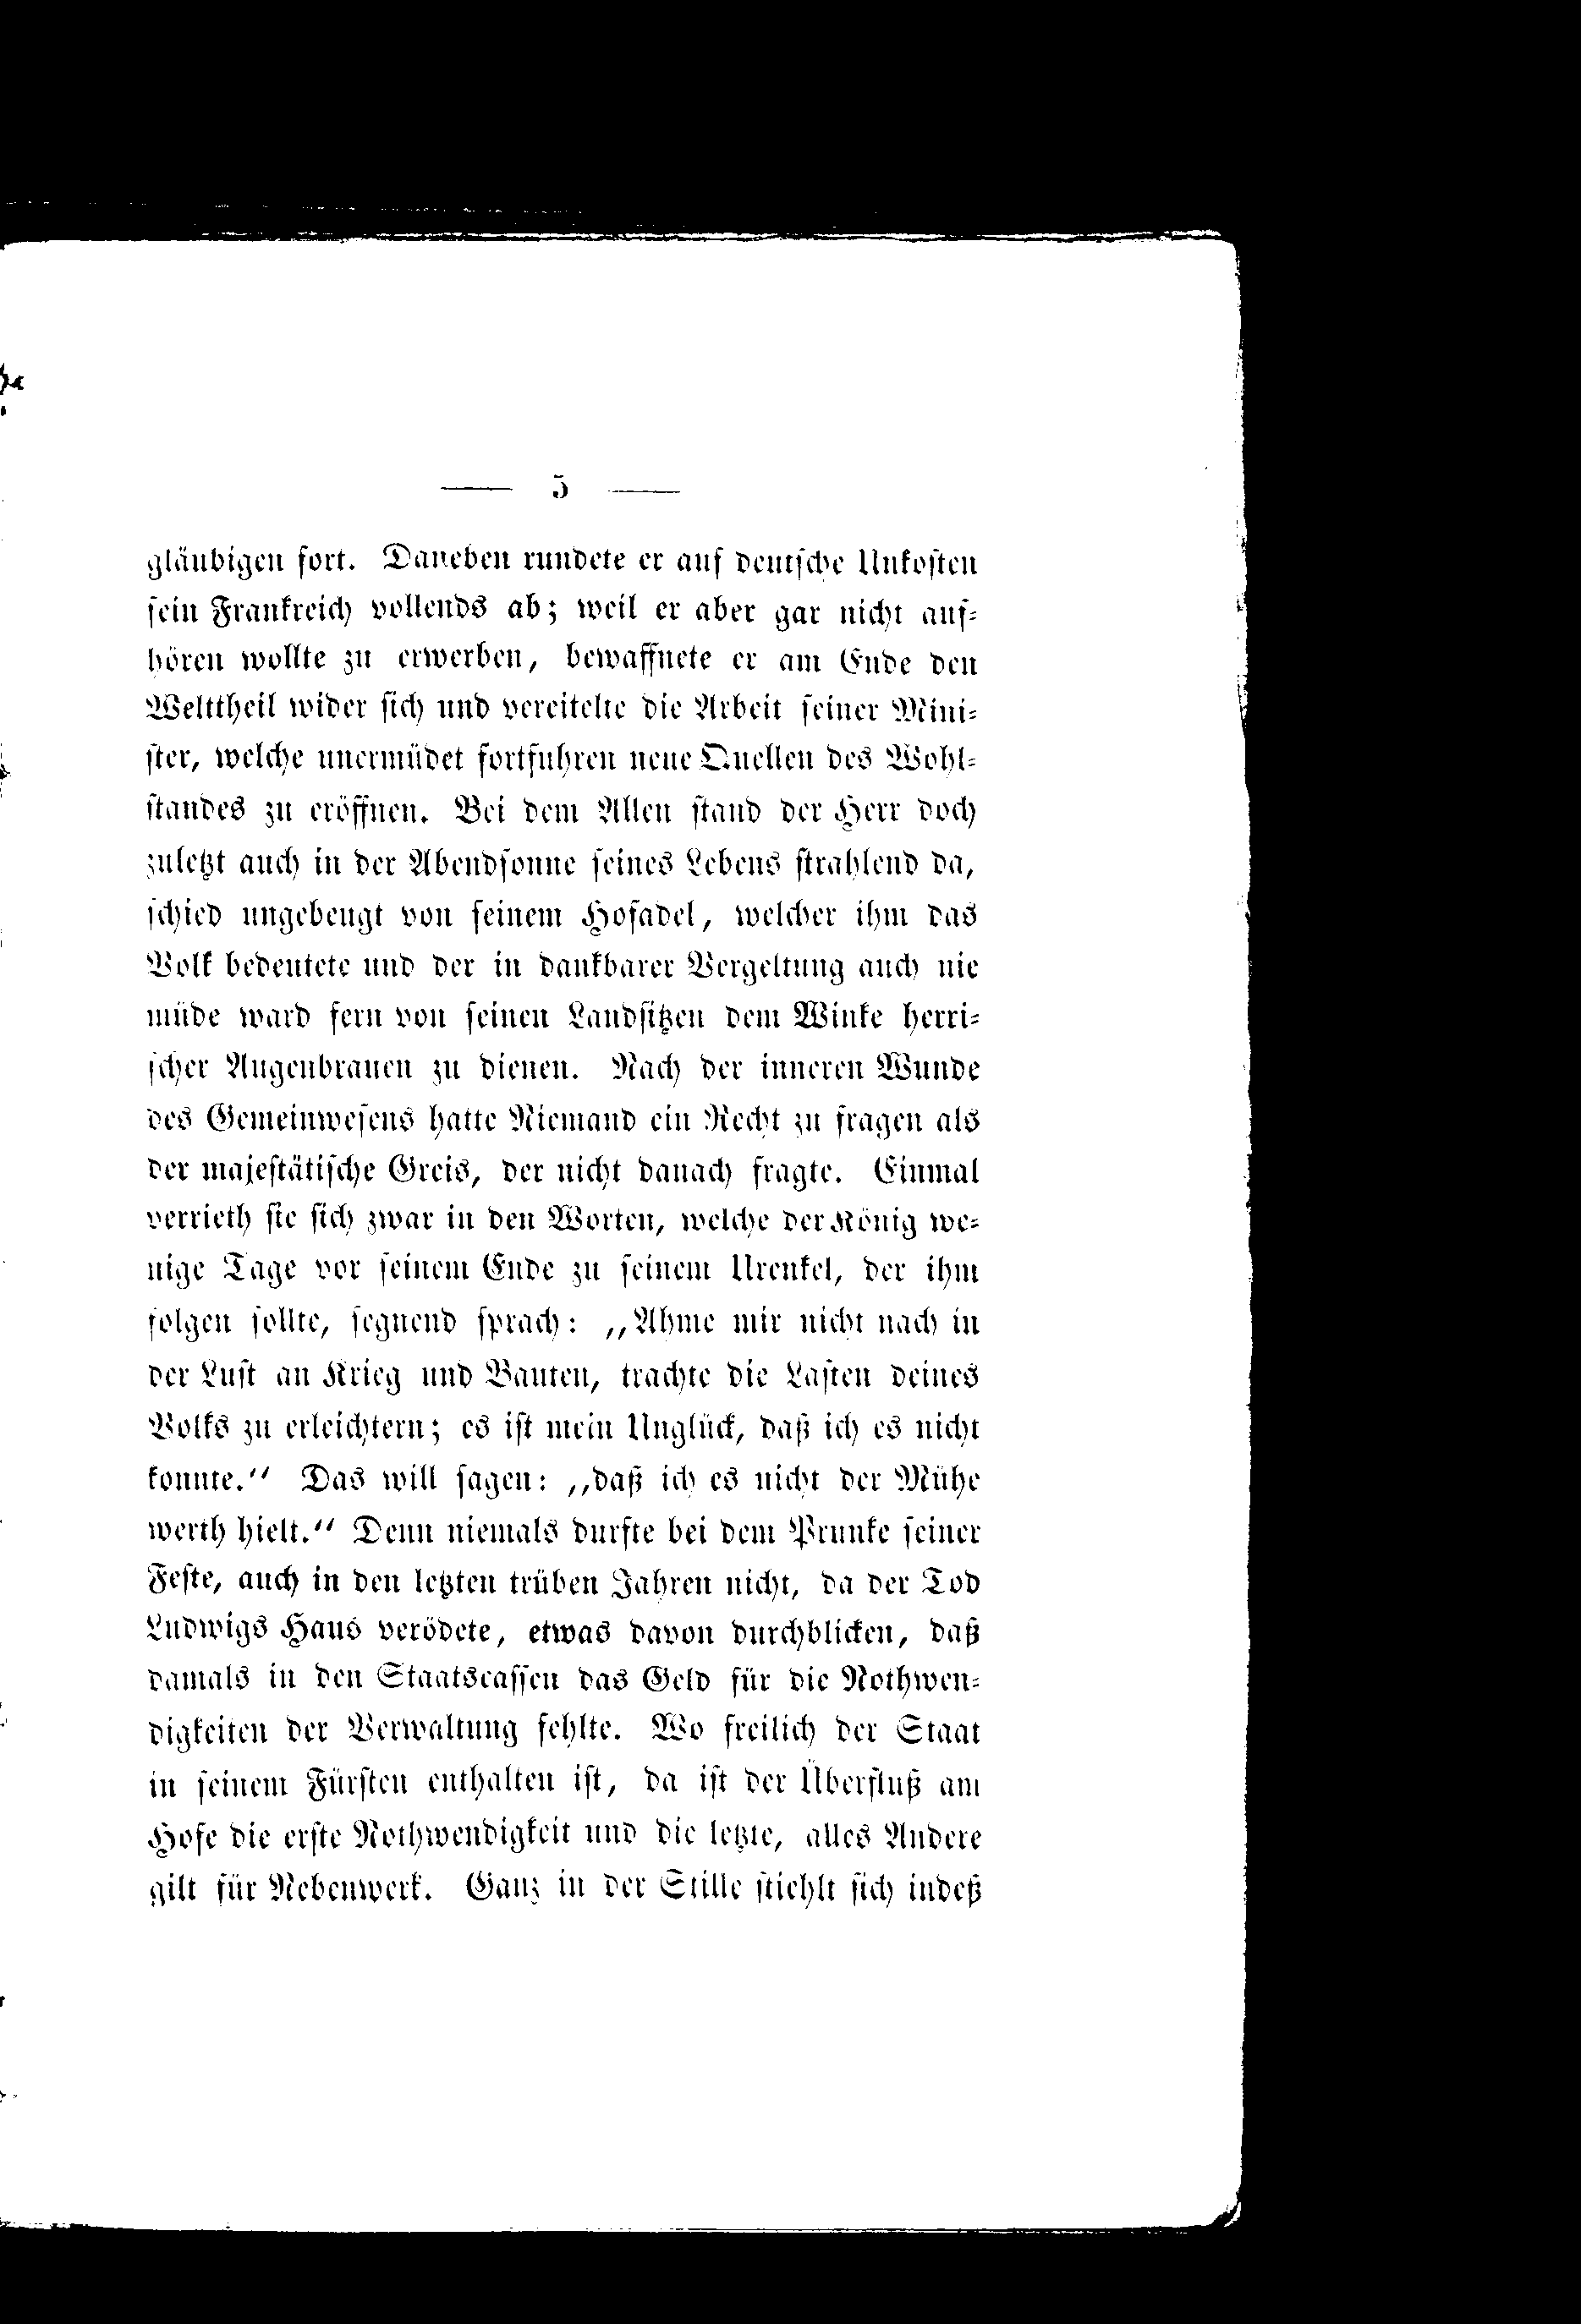 — 5 —
gläubigen fort. Daneben rundete er auf deutsche Unkosten
sein Frankreich vollends ab; weil er aber gar nicht auf-
hören wollte zu erwerben, bewaffnete er am Ende den
Welttheil wider sich und vereitelte die Arbeit seiner Mini-
ster, welche unermüdet fortfuhren neue Quellen des Wohl-
standes zu eröffnen. Bei dem Allen stand der Herr doch
zuletzt auch in der Abendsonne seines Lebens strahlend da,
schied ungebeugt von seinem Hofadel, welcher ihm das
Volk bedeutete und der in dankbarer Vergeltung auch nie
müde ward fern von seinen Landsitzen dem Winke herri-
scher Augenbrauen zu dienen. Nach der inneren Wunde
des Gemeinwesens hatte Niemand ein Recht zu fragen als
der majestätische Greis, der nicht danach fragte. Einmal
verrieth sie sich zwar in den Worten, welche der König we-
nige Tage vor seinem Ende zu seinem Urenkel, der ihm
folgen sollte, segnend sprach: „Ahme mir nicht nach in
der Lust an Krieg und Bauten, trachte die Lasten deines
Volks zu erleichtern; es ist mein Unglück, daß ich es nicht
konnte.“ Das will sagen: „daß ich es nicht der Mühe
werth hielt.“ Denn niemals durfte bei dem Prunke seiner
Feste, auch in den letzten trüben Jahren nicht, da der Tod
Ludwigs Haus verödete, etwas davon durchblicken, daß
damals in den Staatscassen das Geld für die Nothwen-
digkeiten der Verwaltung fehlte. Wo freilich der Staat
in seinem Fürsten enthalten ist, da ist der Überfluß am
Hofe die erste Nothwendigkeit und die letzte, alles Andere
gilt für Nebenwerk. Ganz in der Stille stiehlt sich indeß